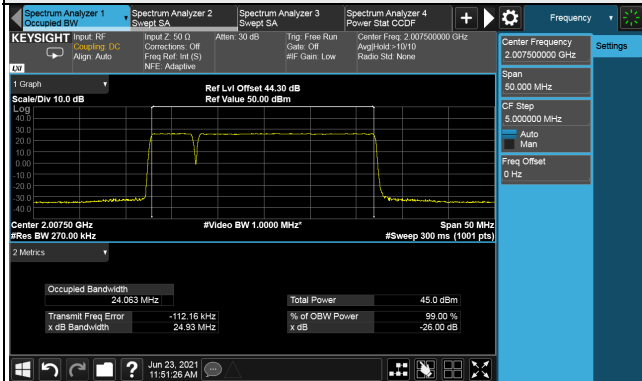 Spectrum Analyzer 1
Occupied BW
Spectrum Analyzer 2
Swept SA
Spectrum Analyzer 3
Swept SA
Spectrum Analyzer 4
Power Stat CCDF
Frequency
KEYSIGHT
Input: RF
Coupling: DC
Align: Auto
Input Z: 50 Ω
Corrections: Off
Freq Ref: Int (S)
NFE: Adaptive
Atten: 30 dB
Trig: Free Run
Gate: Off
#IF Gain: Low
Center Freq: 2.007500000 GHz
Avg|Hold:>10/10
Radio Std: None
LXI
Center Frequency
2.007500000 GHz
Settings
Span
50.000 MHz
CF Step
5.000000 MHz
Auto
Man
Freq Offset
0 Hz
1 Graph
Scale/Div 10.0 dB
Ref Lvl Offset 44.30 dB
Ref Value 50.00 dBm
Log
40.0
30.0
20.0
10.0
0.00
-10.0
-20.0
-30.0
-40.0
Center 2.00750 GHz
#Res BW 270.00 kHz
#Video BW 1.0000 MHz*
Span 50 MHz
#Sweep 300 ms (1001 pts)
2 Metrics
Occupied Bandwidth
24.063 MHz
Total Power
45.0 dBm
Transmit Freq Error
-112.16 kHz
% of OBW Power
99.00 %
x dB Bandwidth
24.93 MHz
x dB
-26.00 dB
?
Jun 23, 2021
11:51:26 AM